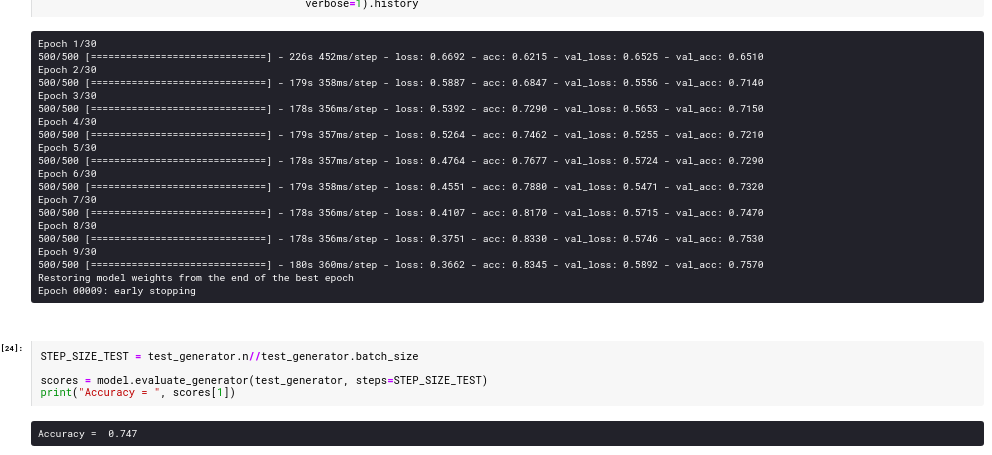 verbose=1).history
Epoch 1/30
500/500 [==============================] - 226s 452ms/step - loss: 0.6692 - acc: 0.6215 - val_loss: 0.6525 - val_acc: 0.6510
Epoch 2/30
500/500 [==============================] - 179s 358ms/step - loss: 0.5887 - acc: 0.6847 - val_loss: 0.5556 - val_acc: 0.7140
Epoch 3/30
500/500 [==============================] - 178s 356ms/step - loss: 0.5392 - acc: 0.7290 - val_loss: 0.5653 - val_acc: 0.7150
Epoch 4/30
500/500 [==============================] - 179s 357ms/step - loss: 0.5264 - acc: 0.7462 - val_loss: 0.5255 - val_acc: 0.7210
Epoch 5/30
500/500 [==============================] - 178s 357ms/step - loss: 0.4764 - acc: 0.7677 - val_loss: 0.5724 - val_acc: 0.7290
Epoch 6/30
500/500 [==============================] - 179s 358ms/step - loss: 0.4551 - acc: 0.7880 - val_loss: 0.5471 - val_acc: 0.7320
Epoch 7/30
500/500 [==============================] - 178s 356ms/step - loss: 0.4107 - acc: 0.8170 - val_loss: 0.5715 - val_acc: 0.7470
Epoch 8/30
500/500 [==============================] - 178s 356ms/step - loss: 0.3751 - acc: 0.8330 - val_loss: 0.5746 - val_acc: 0.7530
Epoch 9/30
500/500 [==============================] - 180s 360ms/step - loss: 0.3662 - acc: 0.8345 - val_loss: 0.5892 - val_acc: 0.7570
Restoring model weights from the end of the best epoch
Epoch 00009: early stopping
[24]:
STEP_SIZE_TEST = test_generator.n//test_generator.batch_size
scores = model.evaluate_generator(test_generator, steps=STEP_SIZE_TEST)
print("Accuracy = ", scores[1])
Accuracy =  0.747